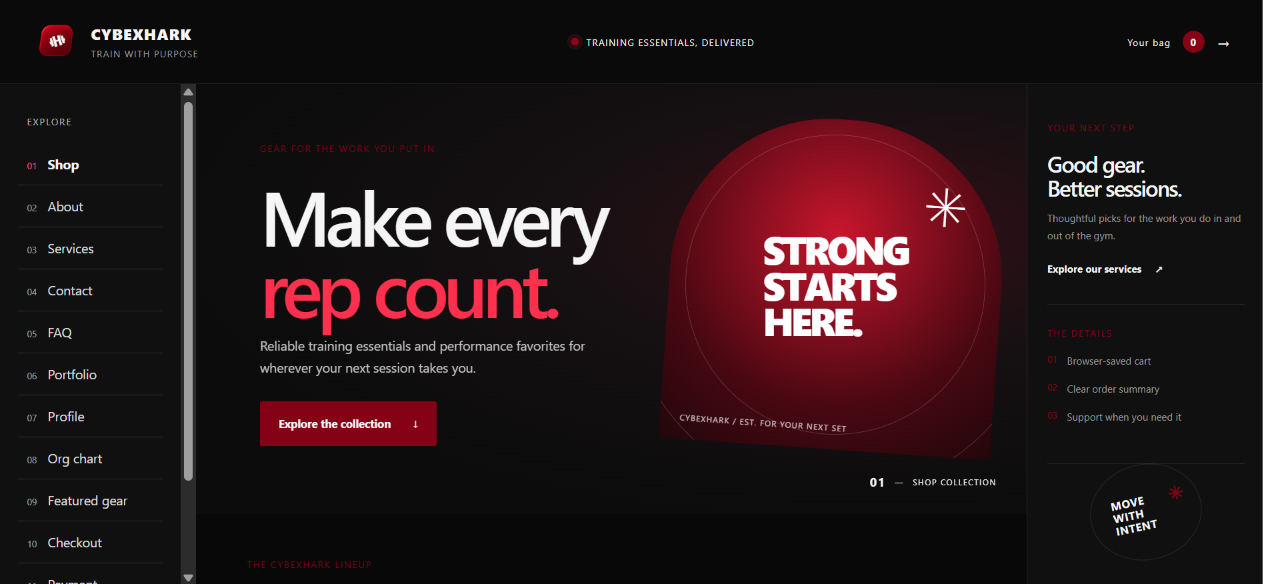 CYBEXHARK
TRAIN WITH PURPOSE
TRAINING ESSENTIALS, DELIVERED
Your bag 0 →
EXPLORE
01 Shop
02 About
03 Services
04 Contact
05 FAQ
06 Portfolio
07 Profile
08 Org chart
09 Featured gear
10 Checkout
GEAR FOR THE WORK YOU PUT IN
Make every
rep count.
Reliable training essentials and performance favorites for
wherever your next session takes you.
Explore the collection ↓
STRONG
STARTS
HERE.
CYBEXHARK / EST. FOR YOUR NEXT SET
01 — SHOP COLLECTION
THE CYBEXHARK LINEUP
YOUR NEXT STEP
Good gear.
Better sessions.
Thoughtful picks for the work you do in and
out of the gym.
Explore our services ↗
THE DETAILS
01 Browser-saved cart
02 Clear order summary
03 Support when you need it
MOVE
WITH
INTENT